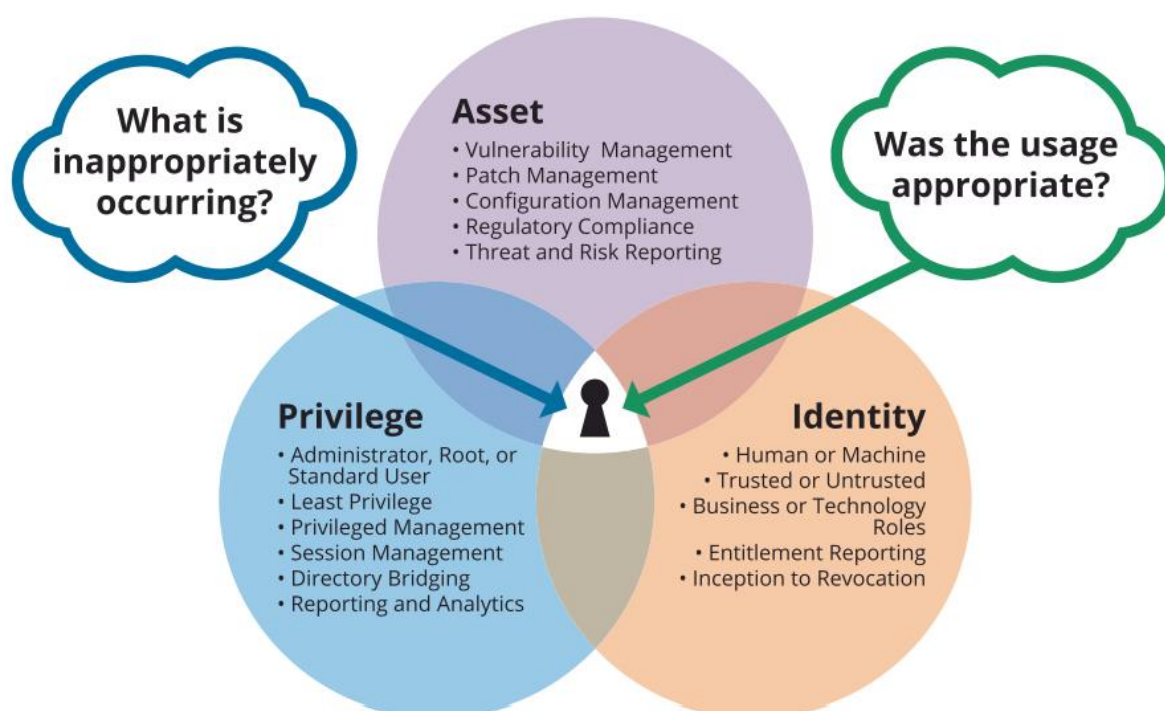 What is
inappropriately
occurring?
Asset
• Vulnerability Management
• Patch Management
• Configuration Management
• Regulatory Compliance
• Threat and Risk Reporting
Was the usage
appropriate?
Privilege
• Administrator, Root, or
Standard User
• Least Privilege
• Privileged Management
• Session Management
• Directory Bridging
• Reporting and Analytics
Identity
• Human or Machine
• Trusted or Untrusted
• Business or Technology
Roles
• Entitlement Reporting
• Inception to Revocation